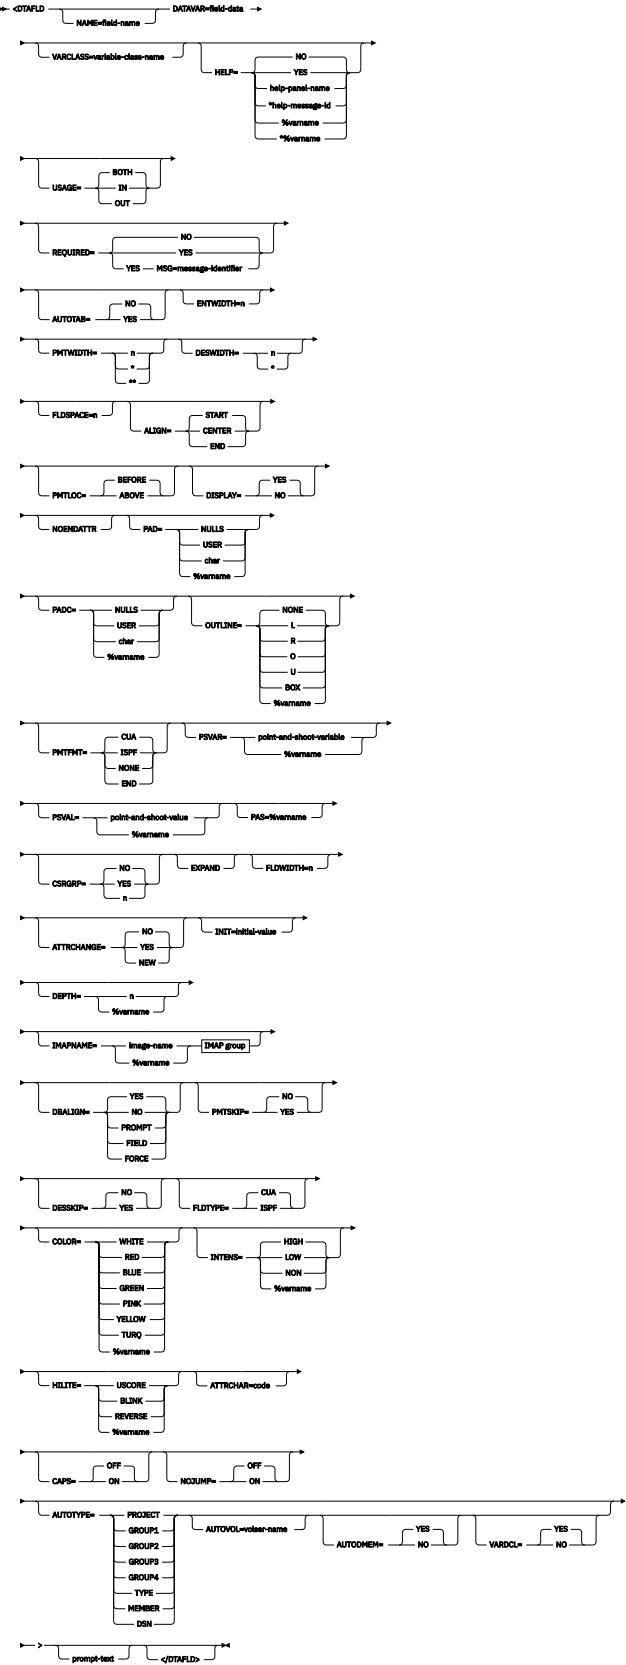 <DTAFLD DATAVAR=field-data
NAME=field-name
VARCLASS=variable-class-name
NO
HELP= YES
help-panel-name
*help-message-id
%varname
*%varname
BOTH
USAGE= IN
OUT
NO
REQUIRED= YES
YES MSG=message-identifier
NO ENTWIDTH=n
AUTOTAB= YES
PMTWIDTH= n DESWIDTH= n
* *
**
FLDSPACE=n START
ALIGN= CENTER
END
BEFORE YES
PMTLOC= ABOVE DISPLAY= NO
NOENDATTR PAD= NULLS
USER
char
%varname
PADC= NULLS NONE
USER OUTLINE= L
char R
%varname O
U
BOX
%varname
CUA PSVAR= point-and-shoot-variable
PMTFMT= ISPF %varname
NONE
END
PSVAL= point-and-shoot-value PAS=%varname
%varname
NO EXPAND FLDWIDTH=n
CSRGRP= YES
n
NO INIT=initial-value
ATTRCHANGE= YES
NEW
DEPTH= n
%varname
IMAPNAME= image-name IMAP group
%varname
YES NO
DBALIGN= NO PMTSKIP= YES
PROMPT
FIELD
FORCE
NO CUA
DESSKIP= YES FLDTYPE= ISPF
COLOR= WHITE HIGH
RED INTENS= LOW
BLUE NON
GREEN %varname
PINK
YELLOW
TURQ
%varname
HILITE= USCORE ATTRCHAR=code
BLINK
REVERSE
%varname
OFF OFF
CAPS= ON NOJUMP= ON
AUTOTYPE= PROJECT
GROUP1 AUTOVOL=volser-name YES YES
GROUP2 AUTODMEM= NO VARDCL= NO
GROUP3
GROUP4
TYPE
MEMBER
DSN
>
prompt-text </DTAFLD>